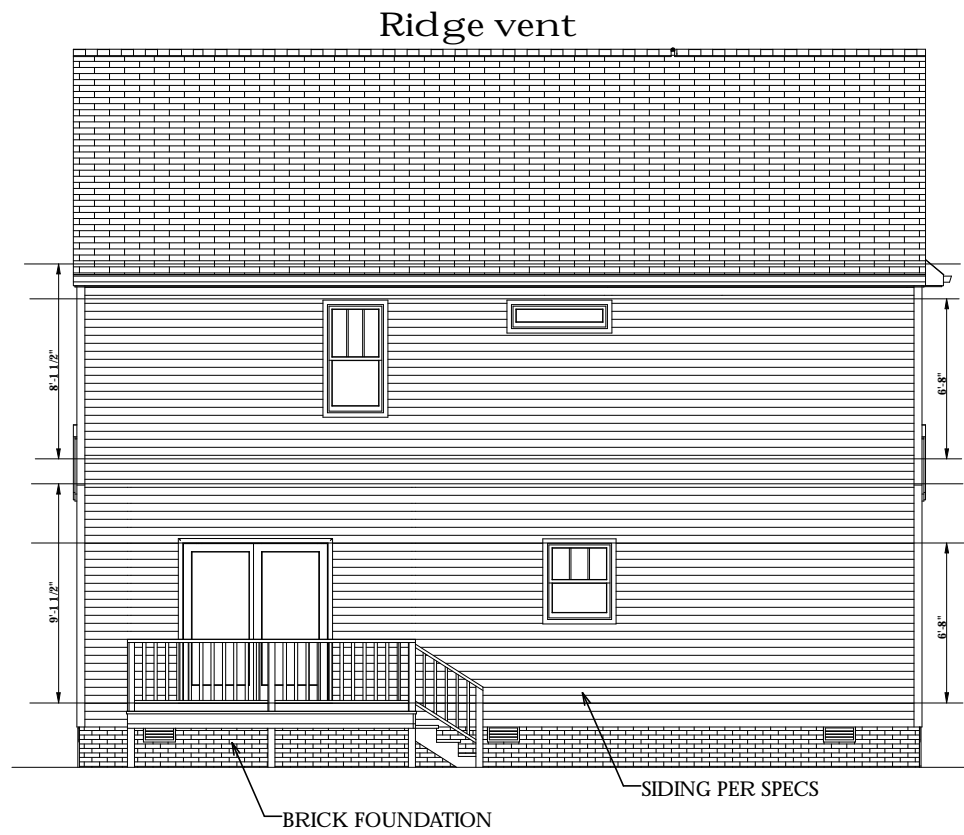 Ridge vent
8'-1 1/2"
6'-8"
9'-1 1/2"
6'-8"
SIDING PER SPECS
BRICK FOUNDATION